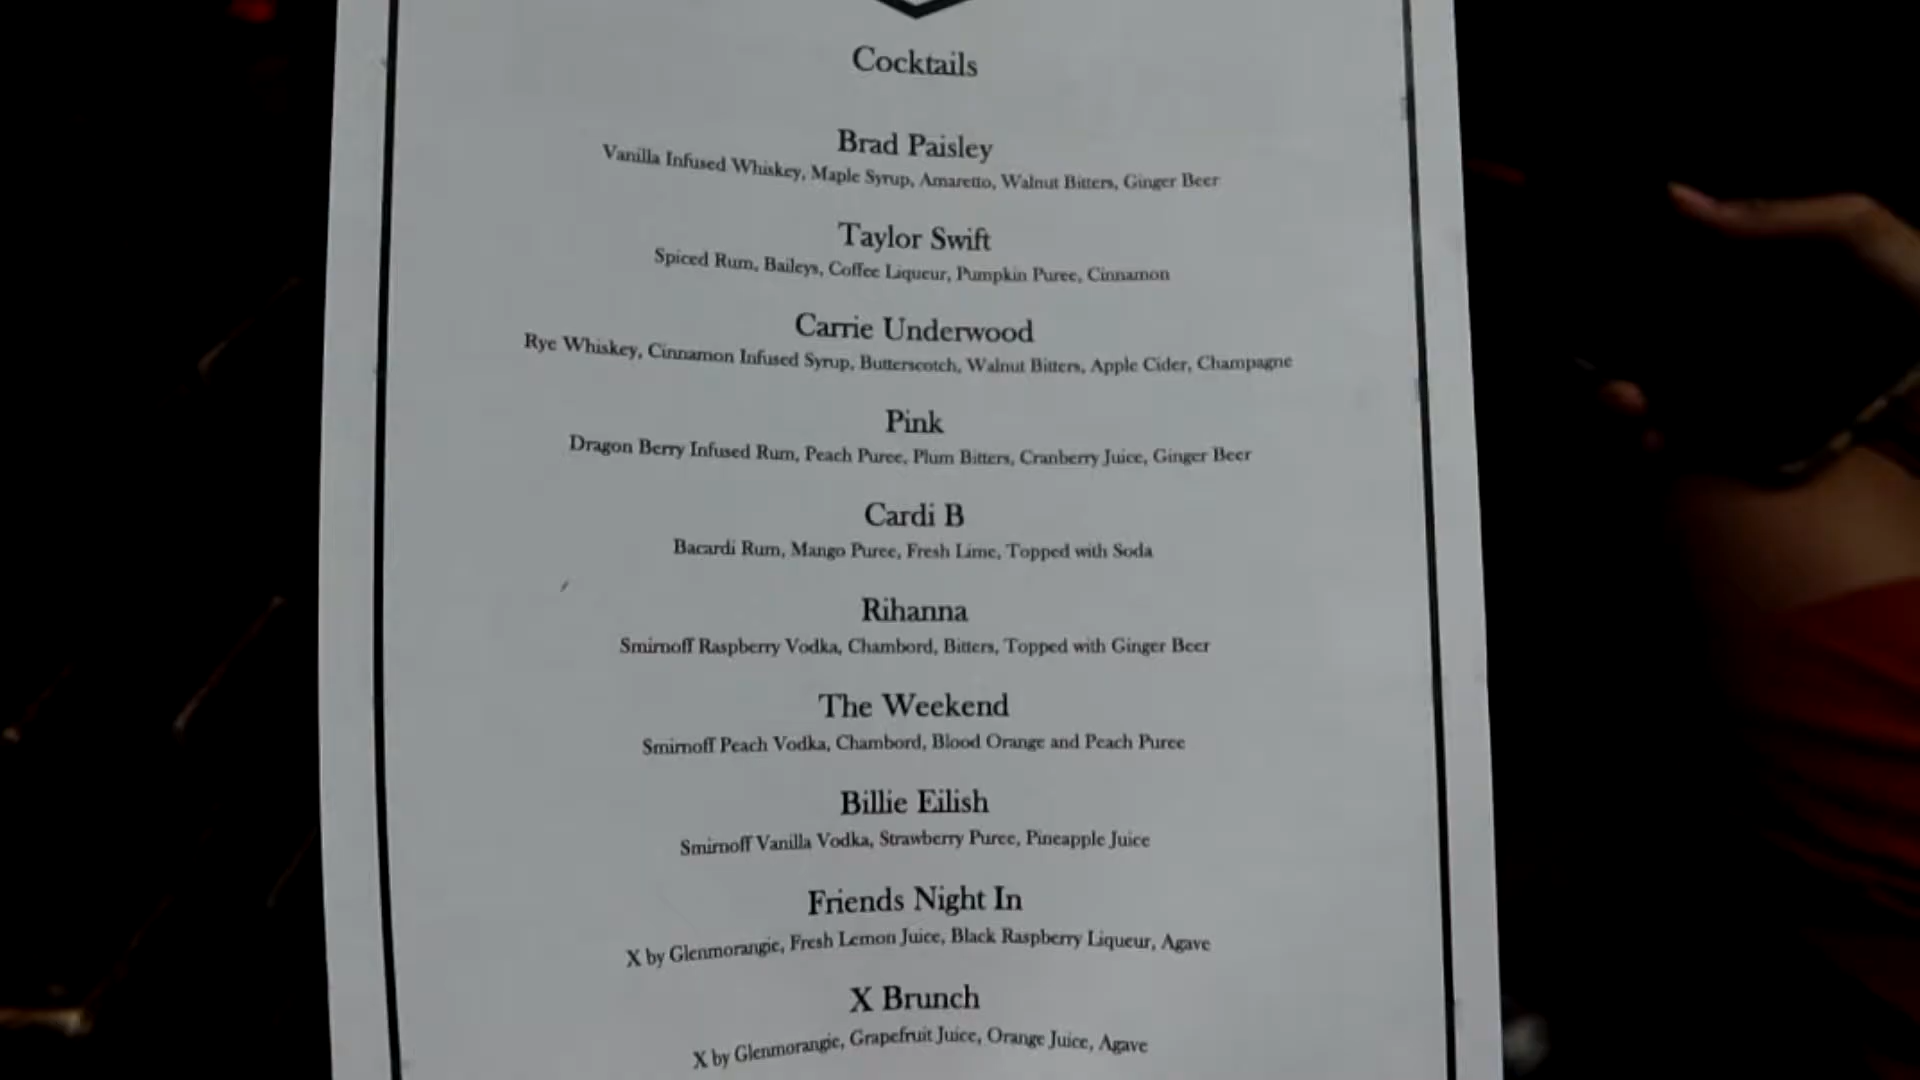 Cocktails
Brad Paisley
Vanilla Infused Whiskey, Maple Syrup, Amaretto, Walnut Bitters, Ginger Beer
Taylor Swift
Spiced Rum, Baileys, Coffee Liqueur, Pumpkin Puree, Cinnamon
Carrie Underwood
Rye Whiskey, Cinnamon Infused Syrup, Butterscotch, Walnut Bitters, Apple Cider, Champagne
Pink
Dragon Berry Infused Rum, Peach Puree, Plum Bitters, Cranberry Juice, Ginger Beer
Cardi B
Bacardi Rum, Mango Puree, Fresh Lime, Topped with Soda
Rihanna
Smirnoff Raspberry Vodka, Chambord, Bitters, Topped with Ginger Beer
The Weekend
Smirnoff Peach Vodka, Chambord, Blood Orange and Peach Puree
Billie Eilish
Smirnoff Vanilla Vodka, Strawberry Puree, Pineapple Juice
Friends Night In
X by Glenmorangie, Fresh Lemon Juice, Black Raspberry Liqueur, Agave
X Brunch
X by Glenmorangie, Grapefruit Juice, Orange Juice, Agave